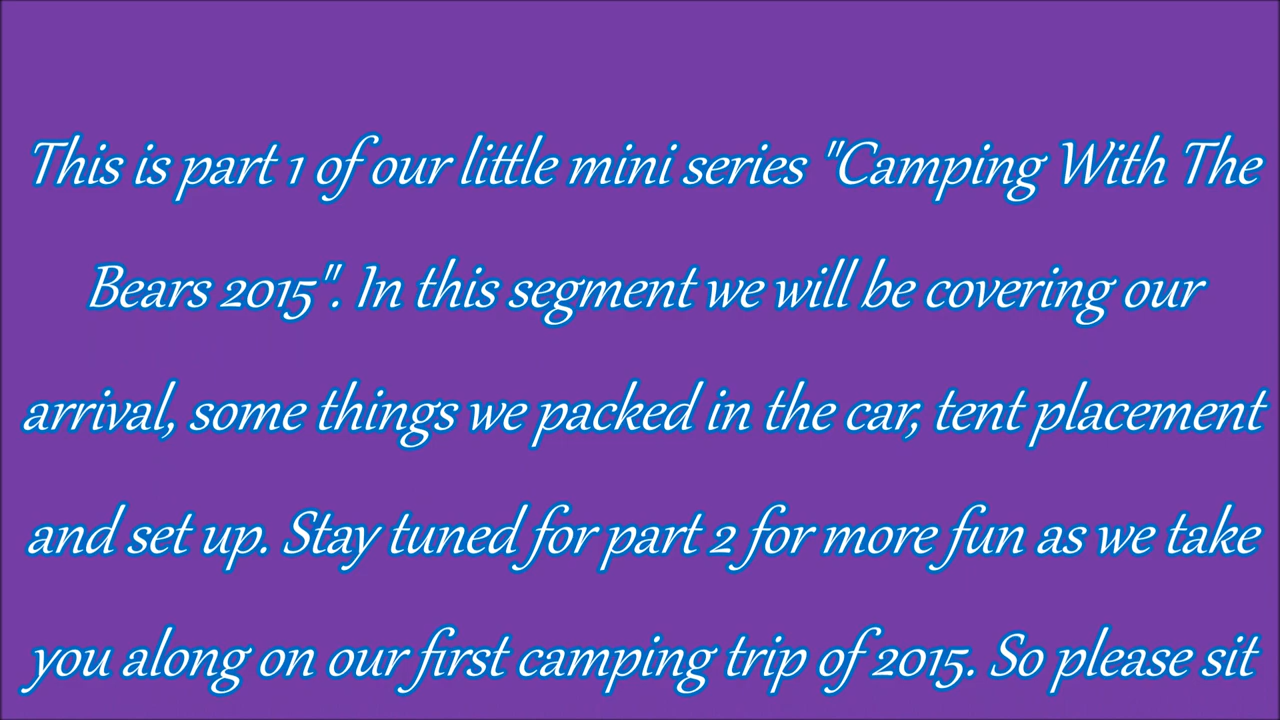 This is part 1 of our little mini series "Camping With The
Bears 2015". In this segment we will be covering our
arrival, some things we packed in the car, tent placement
and set up. Stay tuned for part 2 for more fun as we take
you along on our first camping trip of 2015. So please sit